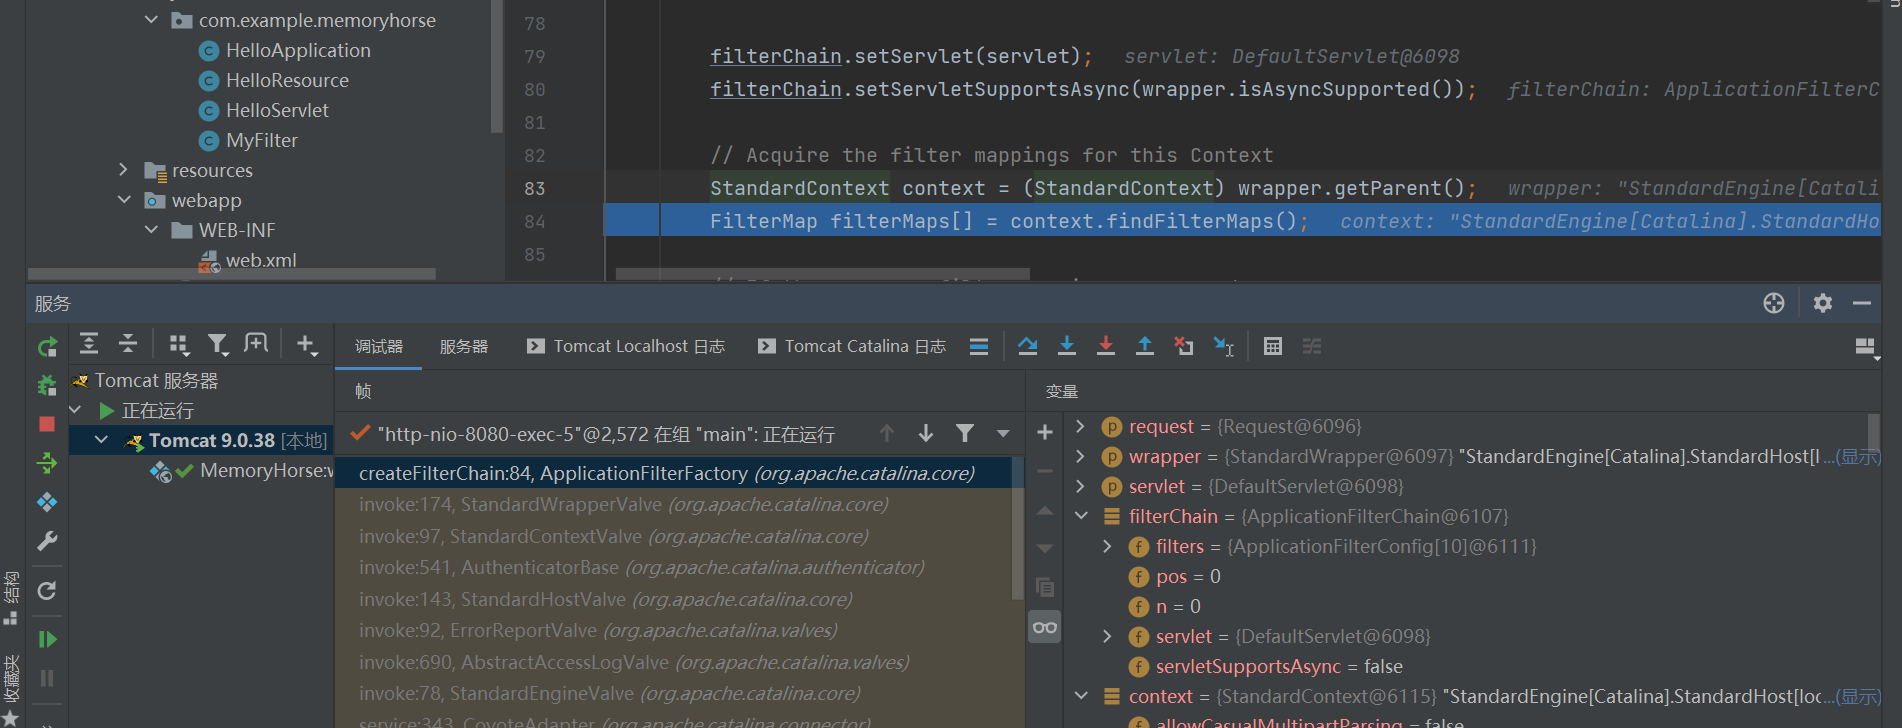 com.example.memoryhorse
HelloApplication
HelloResource
HelloServlet
MyFilter
resources
webapp
WEB-INF
web.xml
78
79 filterChain.setServlet(servlet); servlet: DefaultServlet@6098
80 filterChain.setServletSupportsAsync(wrapper.isAsyncSupported()); filterChain: ApplicationFilterC
81
82 // Acquire the filter mappings for this Context
83 StandardContext context = (StandardContext) wrapper.getParent(); wrapper: "StandardEngine[Catali
84 FilterMap filterMaps[] = context.findFilterMaps(); context: "StandardEngine[Catalina].StandardHo
85
服务
调试器 服务器 Tomcat Localhost 日志 Tomcat Catalina 日志
Tomcat 服务器
正在运行
Tomcat 9.0.38 [本地]
MemoryHorse:w
帧
"http-nio-8080-exec-5"@2,572 在组 "main": 正在运行
createFilterChain:84, ApplicationFilterFactory (org.apache.catalina.core)
invoke:174, StandardWrapperValve (org.apache.catalina.core)
invoke:97, StandardContextValve (org.apache.catalina.core)
invoke:541, AuthenticatorBase (org.apache.catalina.authenticator)
invoke:143, StandardHostValve (org.apache.catalina.core)
invoke:92, ErrorReportValve (org.apache.catalina.valves)
invoke:690, AbstractAccessLogValve (org.apache.catalina.valves)
invoke:78, StandardEngineValve (org.apache.catalina.core)
service:343, CoyoteAdapter (org.apache.catalina.connector)
变量
request = {Request@6096}
wrapper = {StandardWrapper@6097} "StandardEngine[Catalina].StandardHost[l ...(显示)
servlet = {DefaultServlet@6098}
filterChain = {ApplicationFilterChain@6107}
filters = {ApplicationFilterConfig[10]@6111}
pos = 0
n = 0
servlet = {DefaultServlet@6098}
servletSupportsAsync = false
context = {StandardContext@6115} "StandardEngine[Catalina].StandardHost[loc ...(显示)
allowCasualMultipartParsing = false
结构
收藏夹